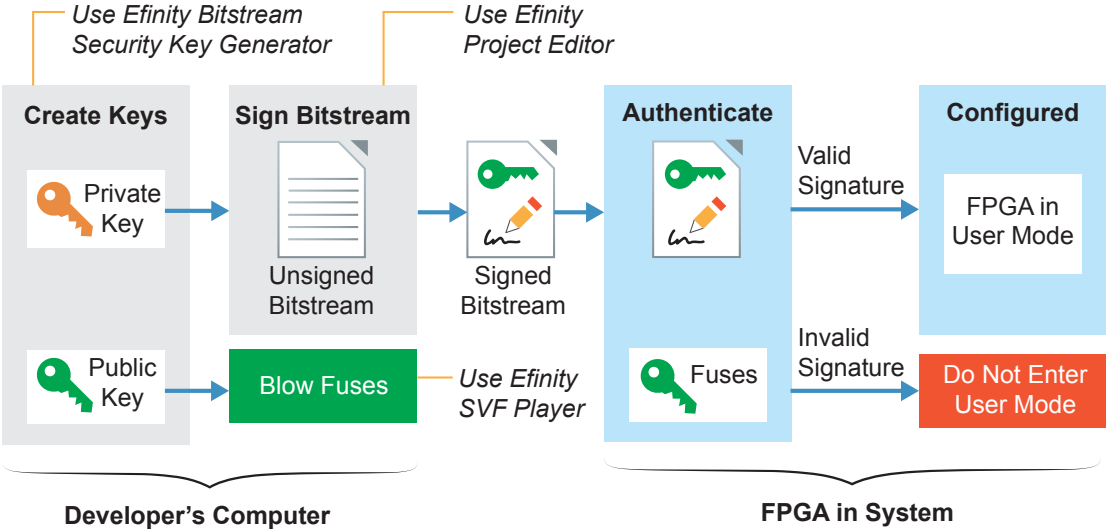 Use Efinity Bitstream
Security Key Generator
Use Efinity
Project Editor
Create Keys
Sign Bitstream
Authenticate
Configured
Private
Key
Unsigned
Bitstream
Signed
Bitstream
Valid
Signature
FPGA in
User Mode
Public
Key
Blow Fuses
Use Efinity
SVF Player
Fuses
Invalid
Signature
Do Not Enter
User Mode
Developer’s Computer
FPGA in System